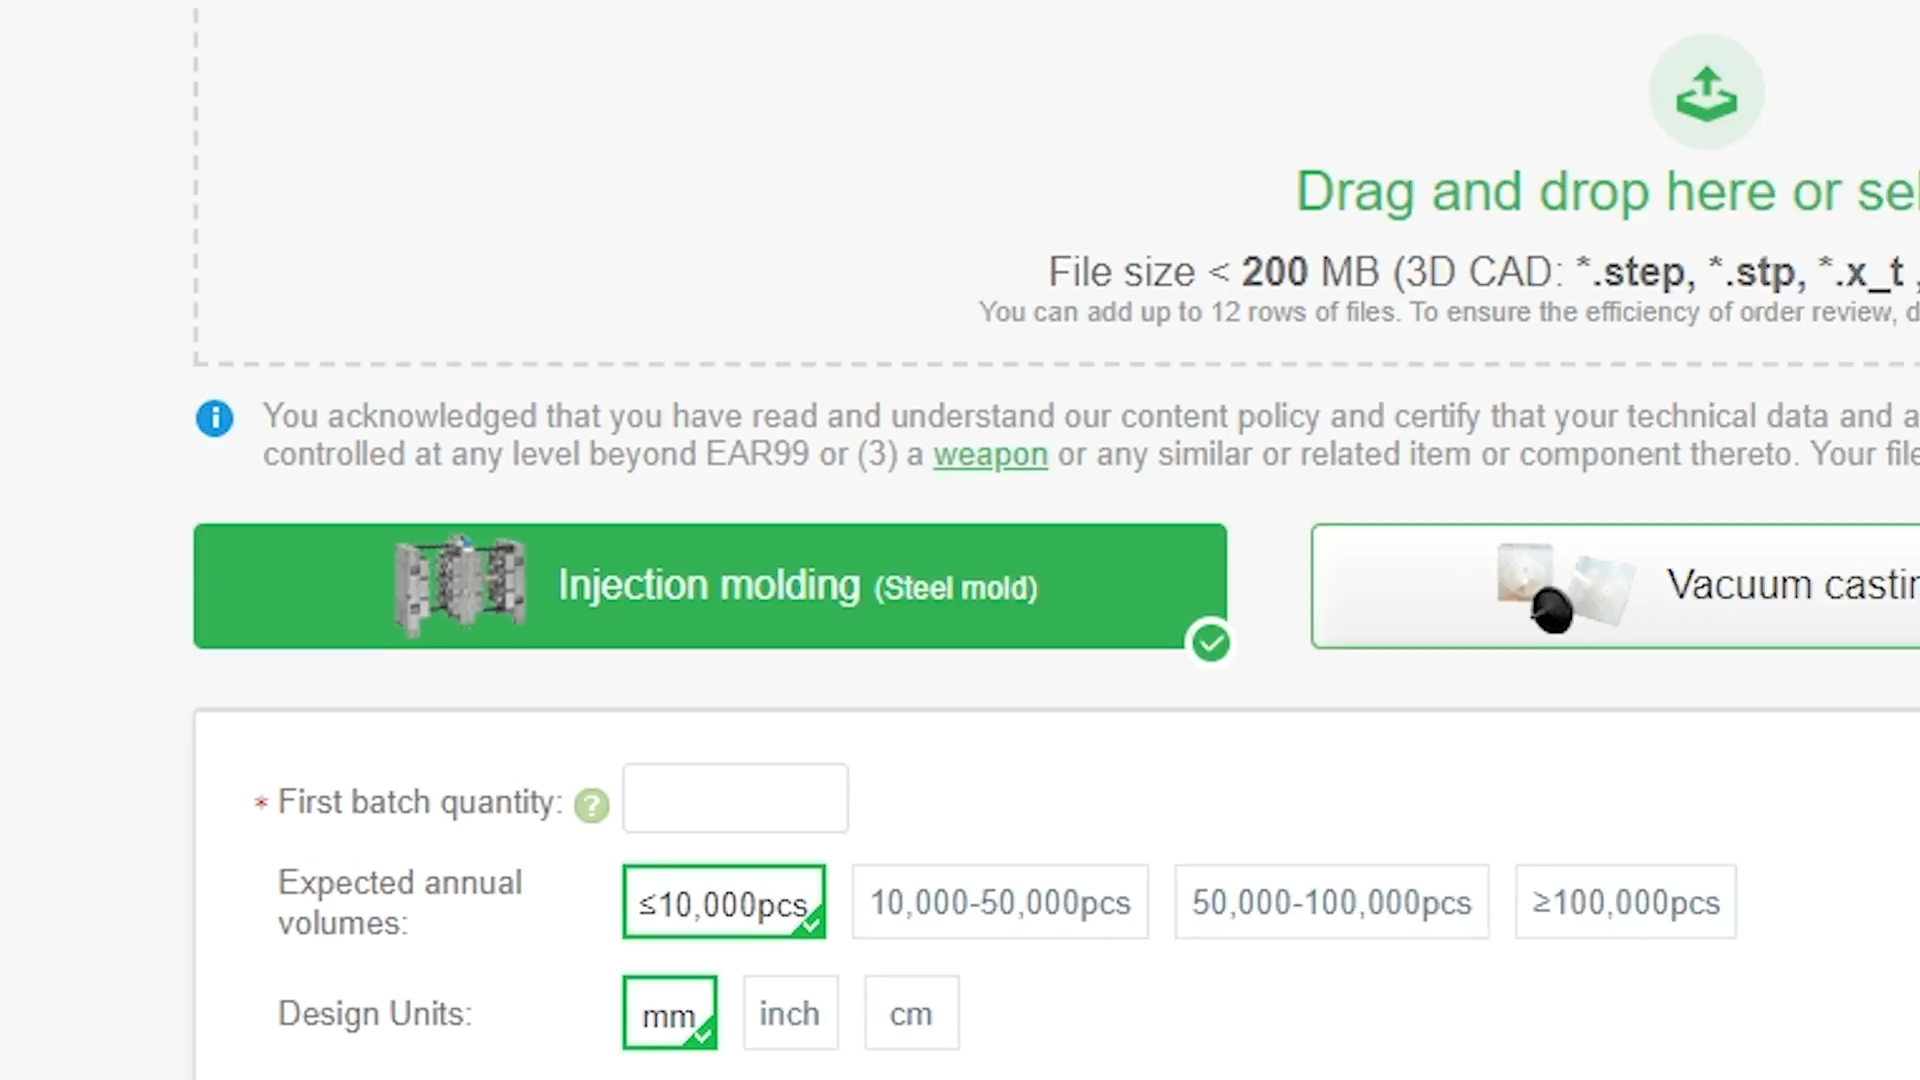 Drag and drop here or sel
File size < 200 MB (3D CAD: *.step, *.stp, *.x_t ,
You can add up to 12 rows of files. To ensure the efficiency of order review, d
You acknowledged that you have read and understand our content policy and certify that your technical data and a
controlled at any level beyond EAR99 or (3) a weapon or any similar or related item or component thereto. Your file
Injection molding (Steel mold)
Vacuum castin
* First batch quantity: ?
Expected annual volumes: ≤10,000pcs 10,000-50,000pcs 50,000-100,000pcs ≥100,000pcs
Design Units: mm inch cm